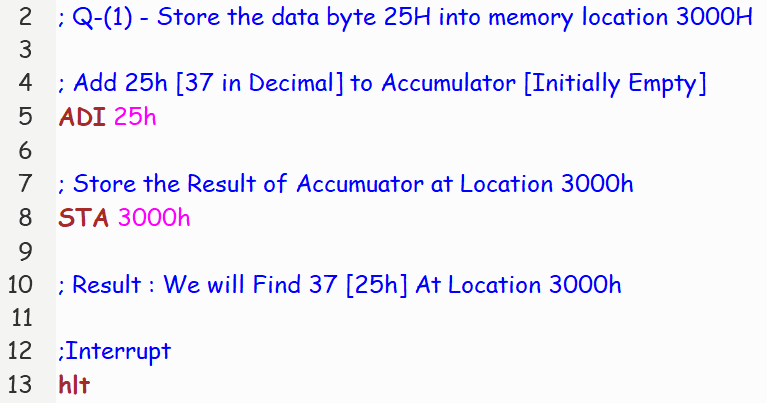 2 ; Q-(1) - Store the data byte 25H into memory location 3000H
3
4 ; Add 25h [37 in Decimal] to Accumulator [Initially Empty]
5 ADI 25h
6
7 ; Store the Result of Accumuator at Location 3000h
8 STA 3000h
9
10 ; Result : We will Find 37 [25h] At Location 3000h
11
12 ;Interrupt
13 hlt